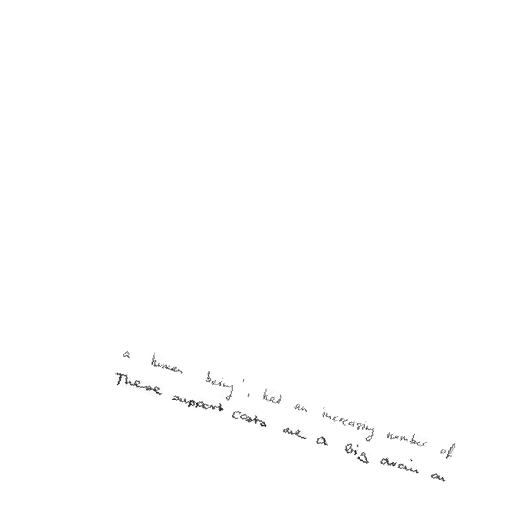 a human being', had an increasing number of
These support costs are a big drain on